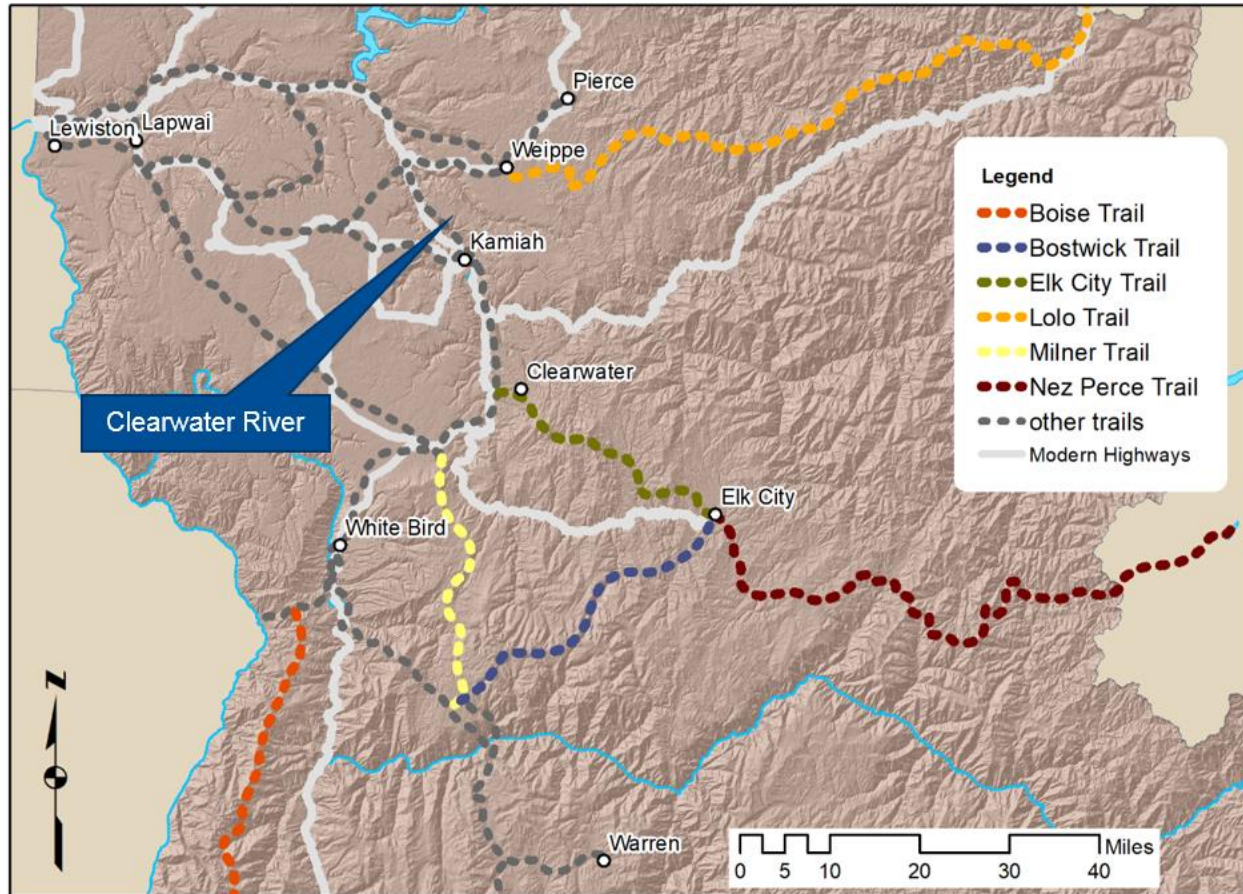 Pierce
Lewiston
Lapwai
Weippe
Kamiah
Clearwater River
Clearwater
Elk City
White Bird
Warren
Legend
Boise Trail
Bostwick Trail
Elk City Trail
Lolo Trail
Milner Trail
Nez Perce Trail
other trails
Modern Highways
N
Miles
0 5 10 20 30 40